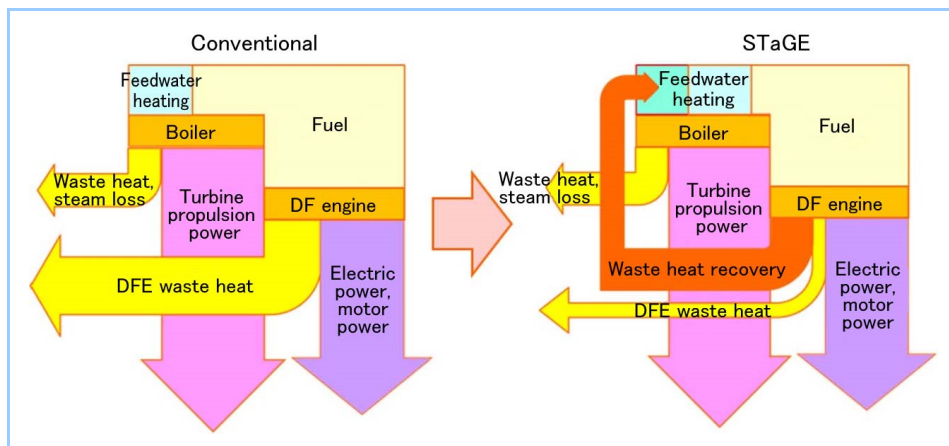 Conventional
Feedwater
heating
Fuel
Boiler
Waste heat,
steam loss
Turbine
propulsion
power
DF engine
DFE waste heat
Electric
power,
motor
power
STaGE
Feedwater
heating
Fuel
Boiler
Waste heat,
steam loss
Turbine
propulsion
power
DF engine
Waste heat recovery
DFE waste heat
Electric
power,
motor
power